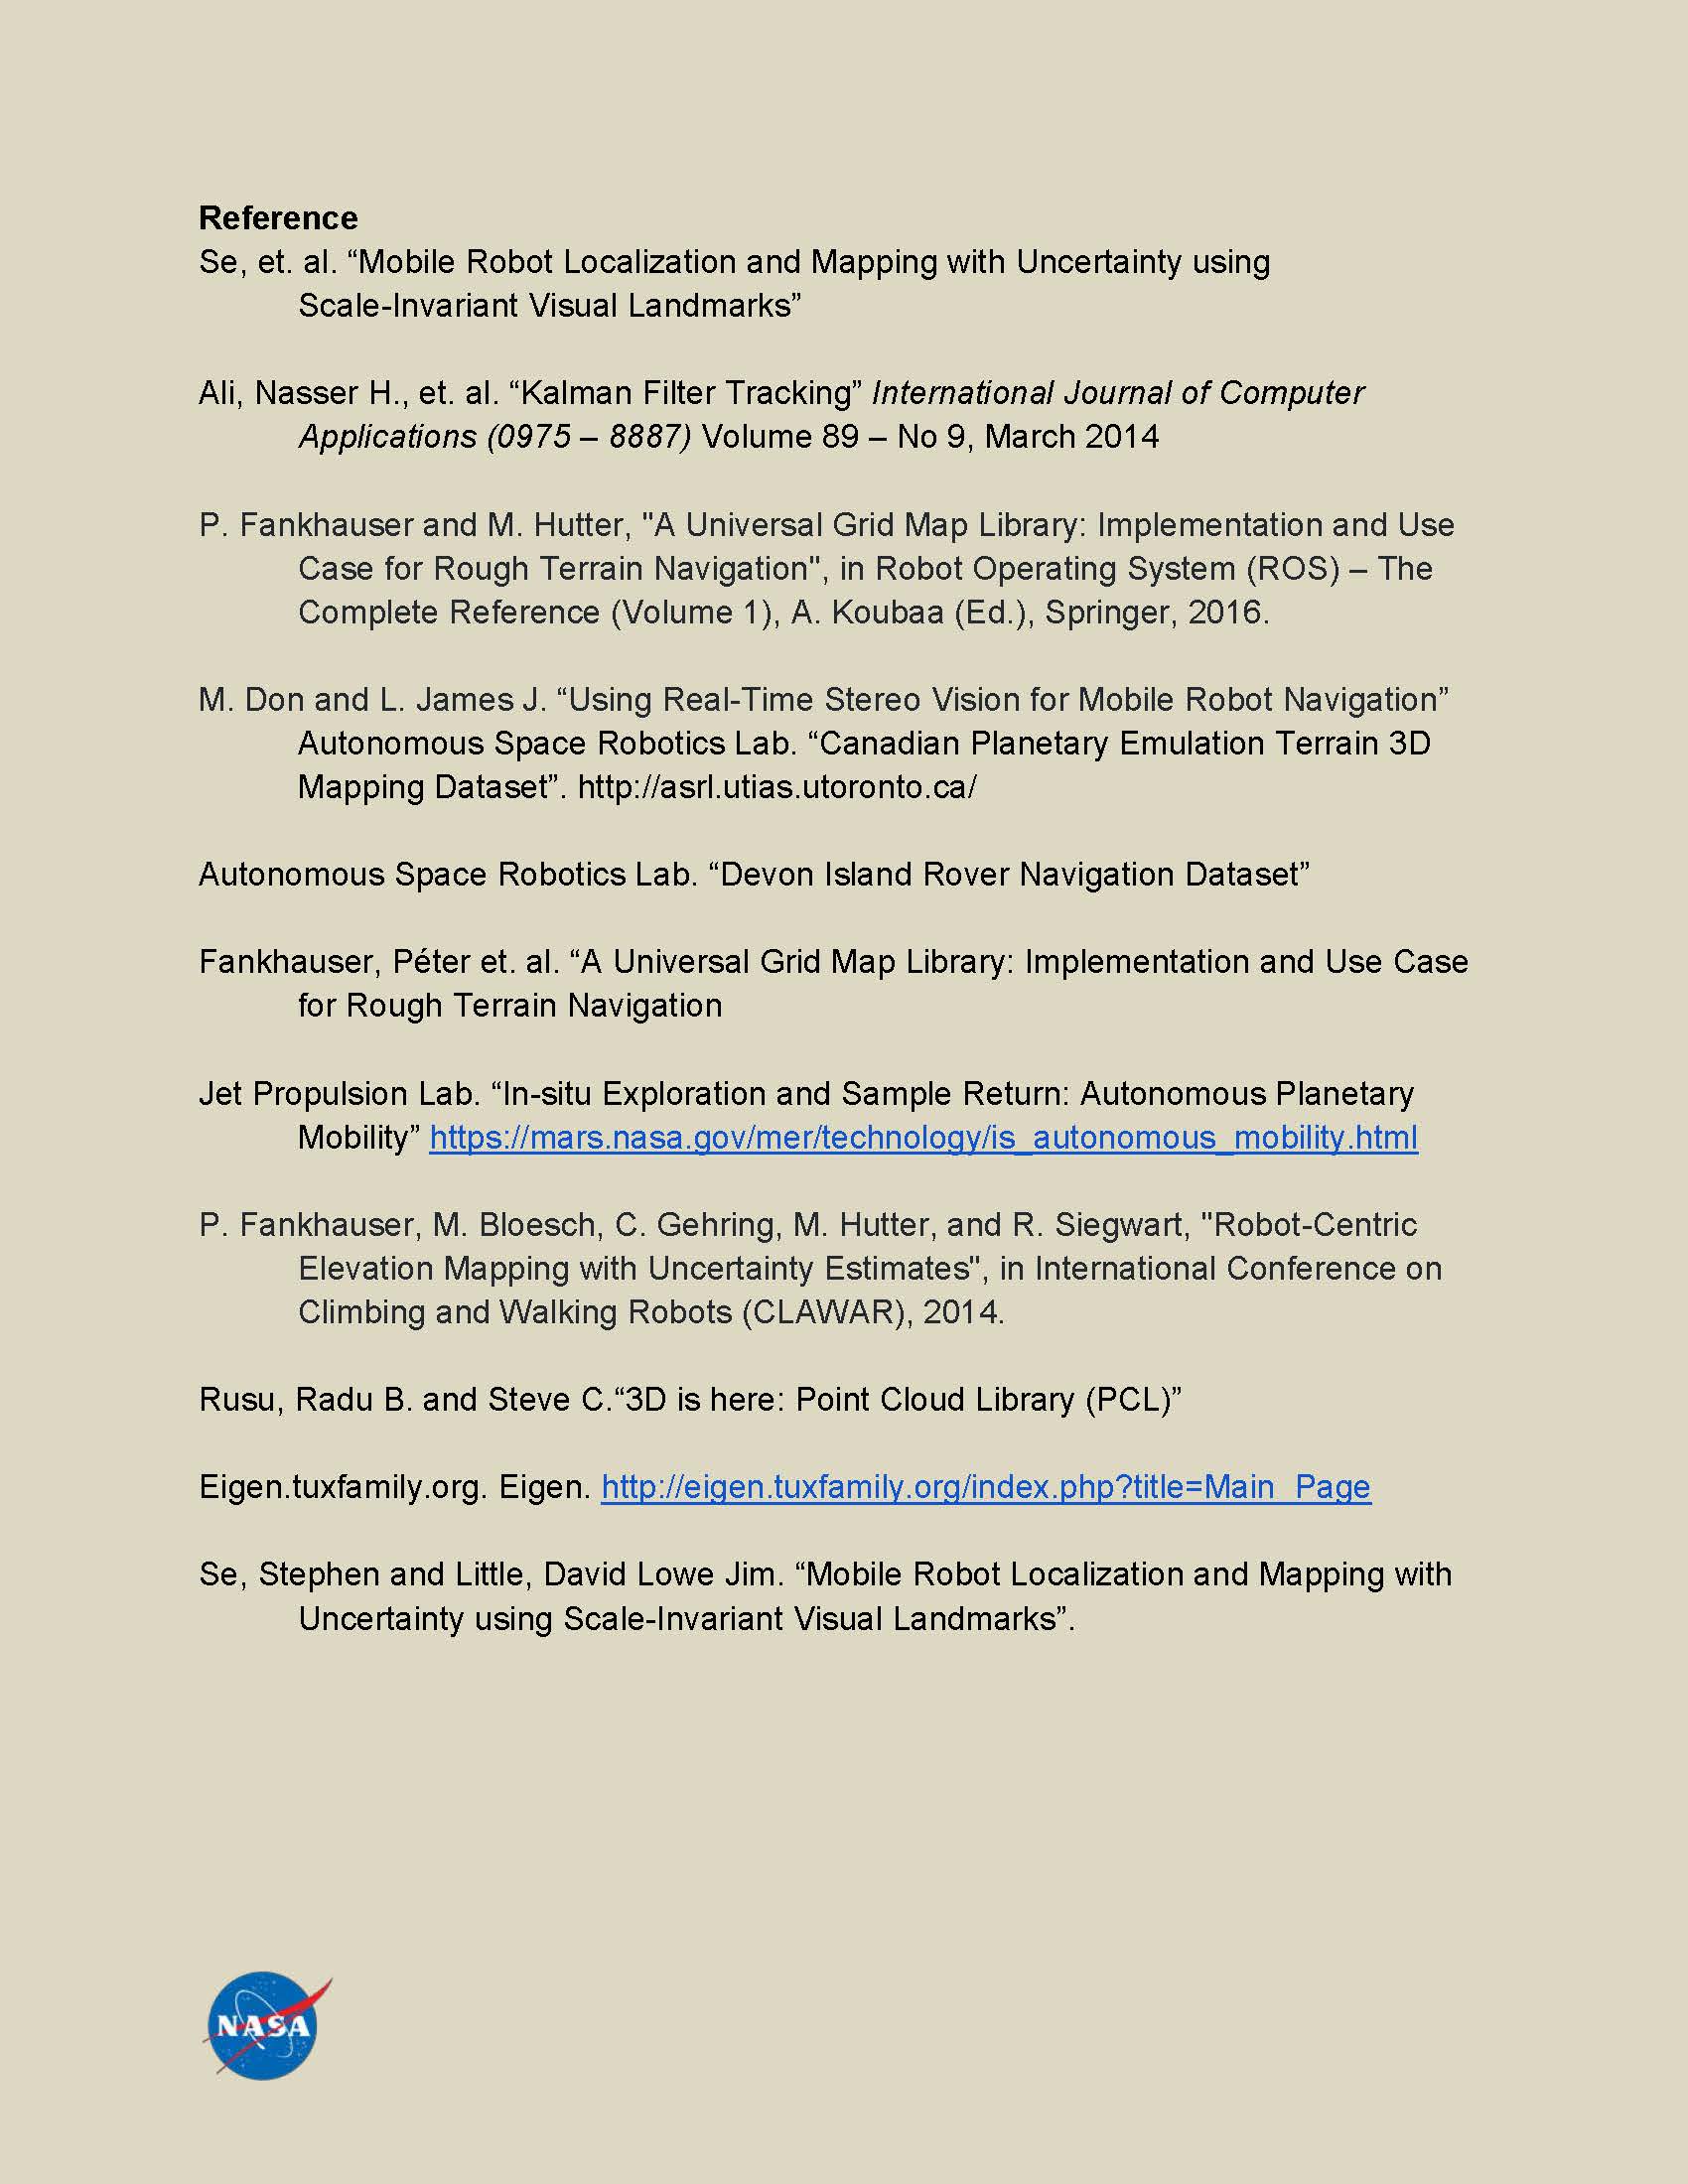 Reference
Se, et. al. “Mobile Robot Localization and Mapping with Uncertainty using
Scale-Invariant Visual Landmarks”
Ali, Nasser H., et. al. “Kalman Filter Tracking” International Journal of Computer
Applications (0975 – 8887) Volume 89 – No 9, March 2014
P. Fankhauser and M. Hutter, "A Universal Grid Map Library: Implementation and Use
Case for Rough Terrain Navigation", in Robot Operating System (ROS) – The
Complete Reference (Volume 1), A. Koubaa (Ed.), Springer, 2016.
M. Don and L. James J. “Using Real-Time Stereo Vision for Mobile Robot Navigation”
Autonomous Space Robotics Lab. “Canadian Planetary Emulation Terrain 3D
Mapping Dataset”. http://asrl.utias.utoronto.ca/
Autonomous Space Robotics Lab. “Devon Island Rover Navigation Dataset”
Fankhauser, Péter et. al. “A Universal Grid Map Library: Implementation and Use Case
for Rough Terrain Navigation
Jet Propulsion Lab. “In-situ Exploration and Sample Return: Autonomous Planetary
Mobility” https://mars.nasa.gov/mer/technology/is_autonomous_mobility.html
P. Fankhauser, M. Bloesch, C. Gehring, M. Hutter, and R. Siegwart, "Robot-Centric
Elevation Mapping with Uncertainty Estimates", in International Conference on
Climbing and Walking Robots (CLAWAR), 2014.
Rusu, Radu B. and Steve C.“3D is here: Point Cloud Library (PCL)”
Eigen.tuxfamily.org. Eigen. http://eigen.tuxfamily.org/index.php?title=Main_Page
Se, Stephen and Little, David Lowe Jim. “Mobile Robot Localization and Mapping with
Uncertainty using Scale-Invariant Visual Landmarks”.
NASA